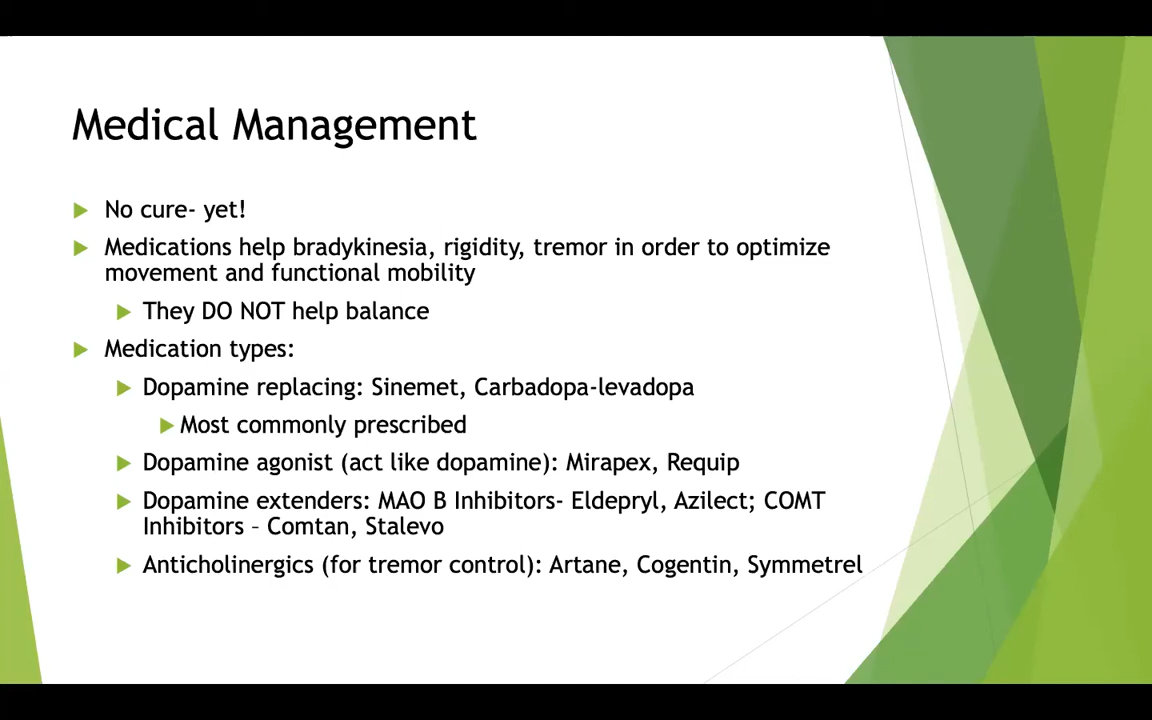 Medical Management
No cure- yet!
Medications help bradykinesia, rigidity, tremor in order to optimize
movement and functional mobility
They DO NOT help balance
Medication types:
Dopamine replacing: Sinemet, Carbadopa-levadopa
Most commonly prescribed
Dopamine agonist (act like dopamine): Mirapex, Requip
Dopamine extenders: MAO B Inhibitors- Eldepryl, Azilect; COMT
Inhibitors – Comtan, Stalevo
Anticholinergics (for tremor control): Artane, Cogentin, Symmetrel